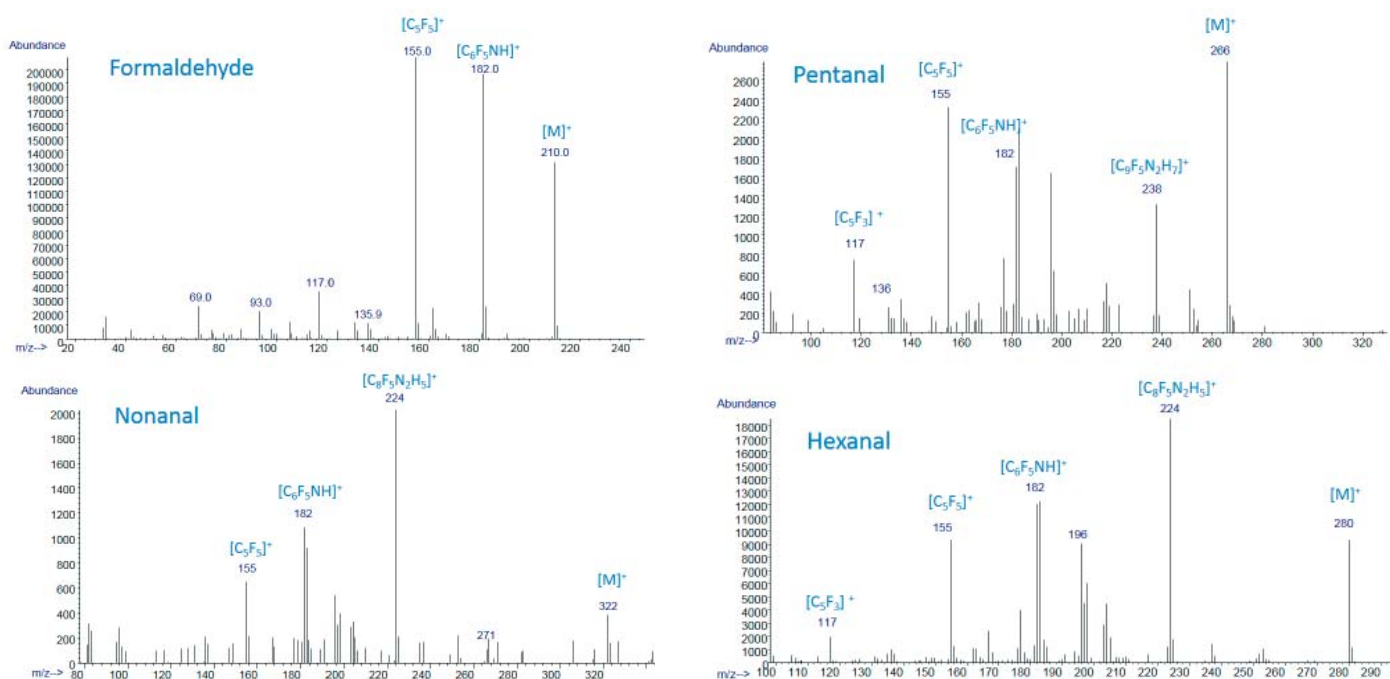 [C₅F₅]⁺
Abundance
155.0
[C₆F₅NH]⁺
182.0
Formaldehyde
[M]⁺
210.0
200000
190000
180000
170000
160000
150000
140000
130000
120000
110000
100000
90000
80000
70000
60000
50000
40000
30000
20000
10000
0
69.0
93.0
117.0
135.9
20 40 60 80 100 120 140 160 180 200 220 240
m/z-->
[M]⁺
Abundance
266
Pentanal
[C₅F₅]⁺
155
[C₆F₅NH]⁺
182
[C₉F₅N₂H₇]⁺
238
[C₅F₃]⁺
117
136
2600
2400
2200
2000
1800
1600
1400
1200
1000
800
600
400
200
0
100 120 140 160 180 200 220 240 260 280 300 320
m/z-->
[C₈F₅N₂H₅]⁺
Abundance
224
Nonanal
[C₆F₅NH]⁺
182
[C₅F₅]⁺
155
[M]⁺
322
271
2000
1800
1600
1400
1200
1000
800
600
400
200
0
80 100 120 140 160 180 200 220 240 260 280 300 320
m/z-->
[C₈F₅N₂H₅]⁺
Abundance
224
Hexanal
[C₆F₅NH]⁺
182
[C₅F₅]⁺
155
196
[M]⁺
280
[C₅F₃]⁺
117
18000
17000
16000
15000
14000
13000
12000
11000
10000
9000
8000
7000
6000
5000
4000
3000
2000
1000
0
100 110 120 130 140 150 160 170 180 190 200 210 220 230 240 250 260 270 280 290
m/z-->